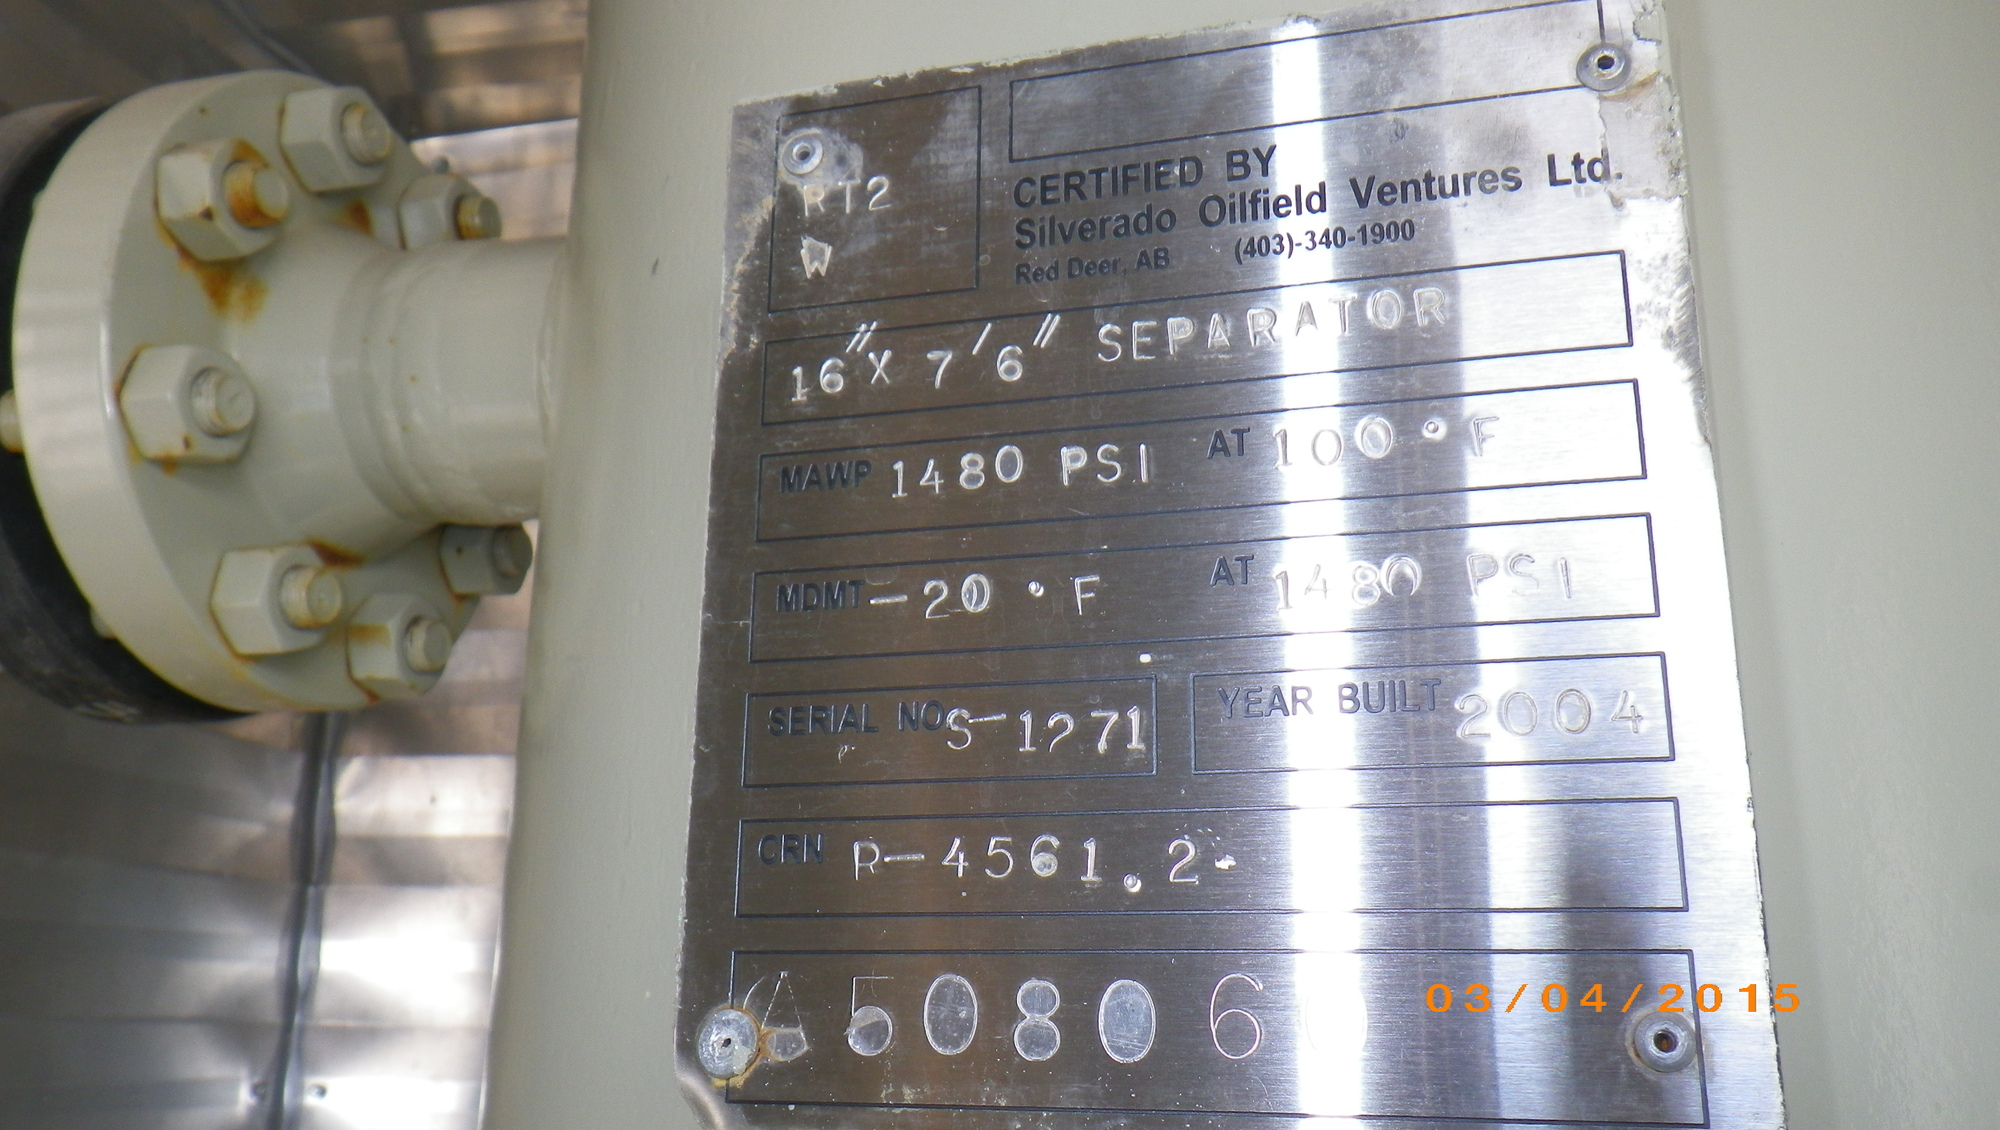 RT2
W
CERTIFIED BY
Silverado Oilfield Ventures Ltd.
Red Deer, AB (403)-340-1900
16" X 7'6" SEPARATOR
MAWP 1480 PSI AT 100°F
MDMT -20°F AT 1480 PSI
SERIAL NO. S-1271 YEAR BUILT 2004
CRN R-4561.2-
A508060
03/04/2015